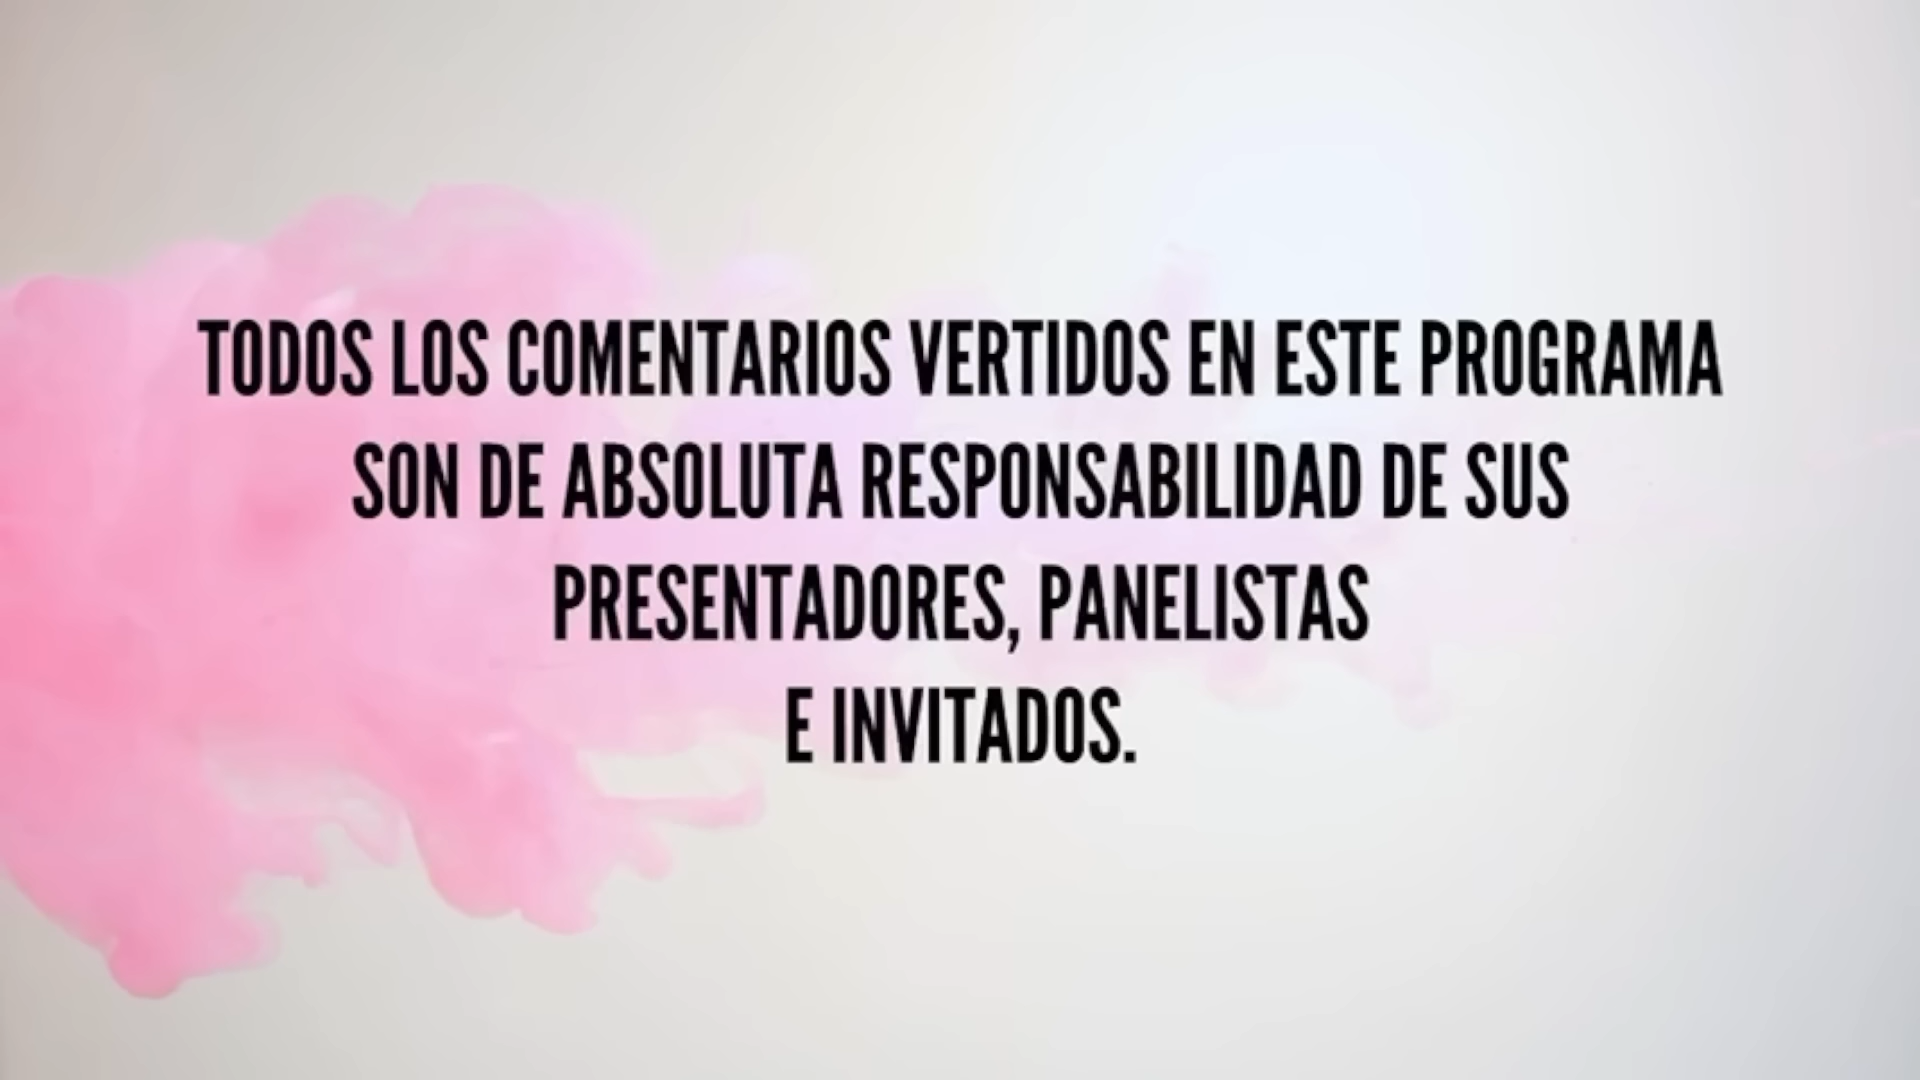 TODOS LOS COMENTARIOS VERTIDOS EN ESTE PROGRAMA
SON DE ABSOLUTA RESPONSABILIDAD DE SUS
PRESENTADORES, PANELISTAS
E INVITADOS.